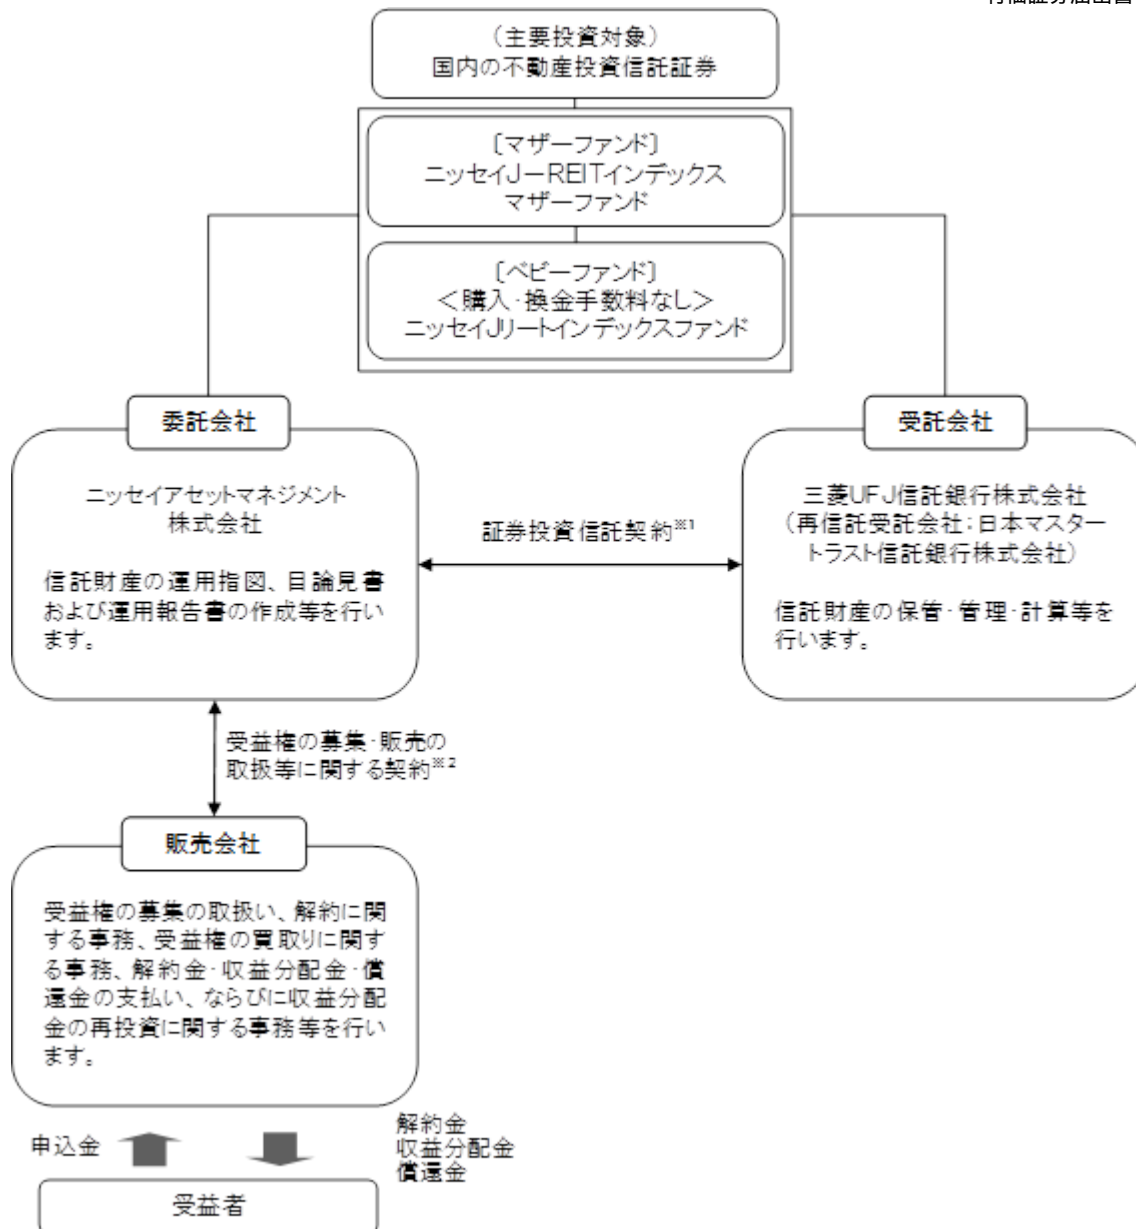 （主要投資対象）
国内の不動産投資信託証券
［マザーファンド］
ニッセイJ－REITインデックス
マザーファンド
［ベビーファンド］
＜購入・換金手数料なし＞
ニッセイJリートインデックスファンド
委託会社
ニッセイアセットマネジメント
株式会社
信託財産の運用指図、目論見書
および運用報告書の作成等を行い
ます。
証券投資信託契約※1
受託会社
三菱UFJ信託銀行株式会社
（再信託受託会社：日本マスター
トラスト信託銀行株式会社）
信託財産の保管・管理・計算等を
行います。
受益権の募集・販売の
取扱等に関する契約※2
販売会社
受益権の募集の取扱い、解約に関
する事務、受益権の買取りに関す
る事務、解約金・収益分配金・償
還金の支払い、ならびに収益分配
金の再投資に関する事務等を行い
ます。
申込金
解約金
収益分配金
償還金
受益者